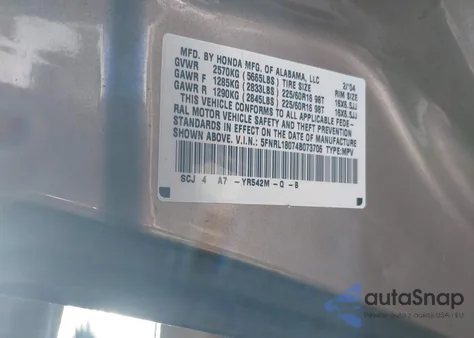 MFD. BY HONDA MFG. OF ALABAMA, LLC 2/04
GVWR 2570KG (5665LBS) TIRE SIZE RIM SIZE
GAWR F 1285KG (2833LBS) 225/60R16 98T 16X6.5JJ
GAWR R 1290KG (2845LBS) 225/60R16 98T 16X6.5JJ
THIS VEHICLE CONFORMS TO ALL APPLICABLE FEDE-
RAL MOTOR VEHICLE SAFETY AND THEFT PREVENTION
STANDARDS IN EFFECT ON THE DATE OF MANUFACTURE
SHOWN ABOVE. V.I.N.: 5FNRL18074B073706 TYPE:MPV
SCJ 4 A7 -YR542M-Q-B
autoSnap